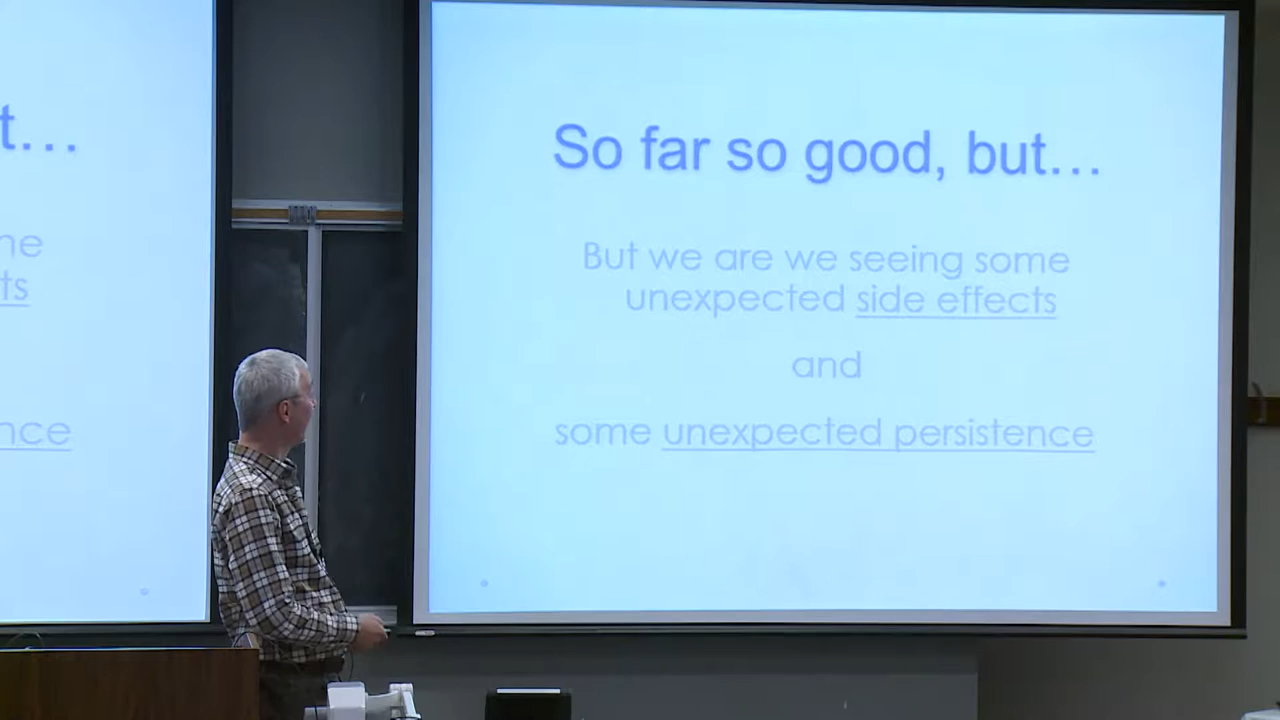 t...
ne
ts
nce
So far so good, but...
But we are we seeing some
unexpected side effects
and
some unexpected persistence